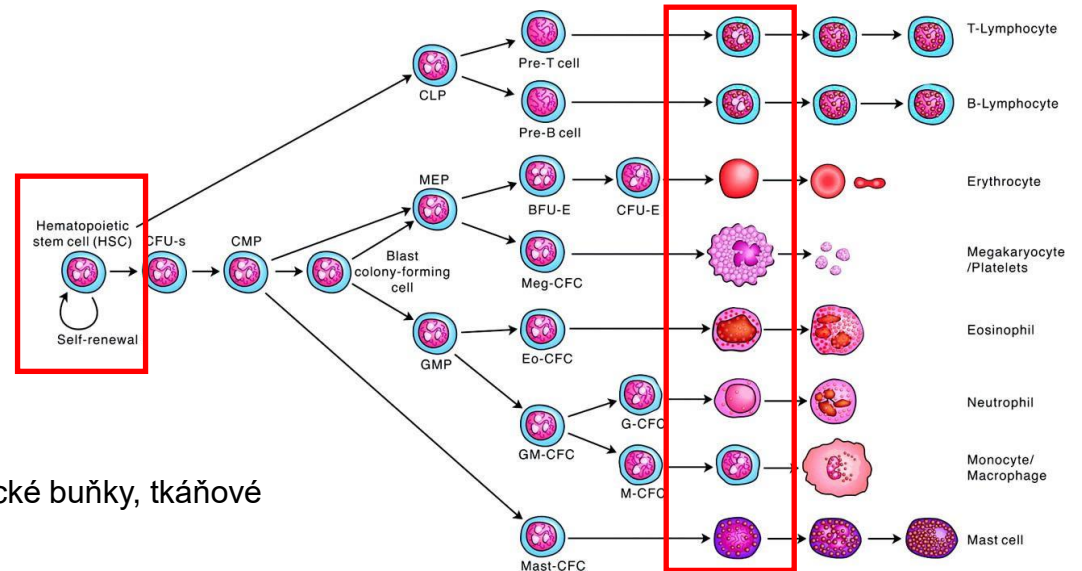 T-Lymphocyte
Pre-T cell
CLP
B-Lymphocyte
Pre-B cell
MEP
Erythrocyte
BFU-E
CFU-E
Hematopoietic
stem cell (HSC)
CFU-s
CMP
Blast
colony-forming
cell
Megakaryocyte
/Platelets
Meg-CFC
Self-renewal
Eosinophil
GMP
Eo-CFC
Neutrophil
G-CFC
GM-CFC
Monocyte/
Macrophage
M-CFC
cké buňky, tkáňové
Mast cell
Mast-CFC